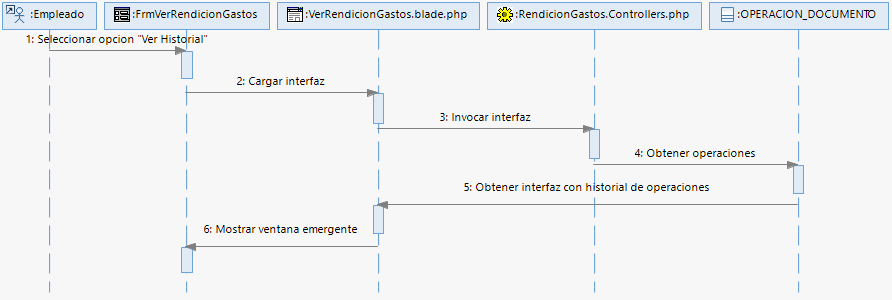 :Empleado
:FrmVerRendicionGastos
:VerRendicionGastos.blade.php
:RendicionGastos.Controllers.php
:OPERACION_DOCUMENTO
1: Seleccionar opcion "Ver Historial"
2: Cargar interfaz
3: Invocar interfaz
4: Obtener operaciones
5: Obtener interfaz con historial de operaciones
6: Mostrar ventana emergente